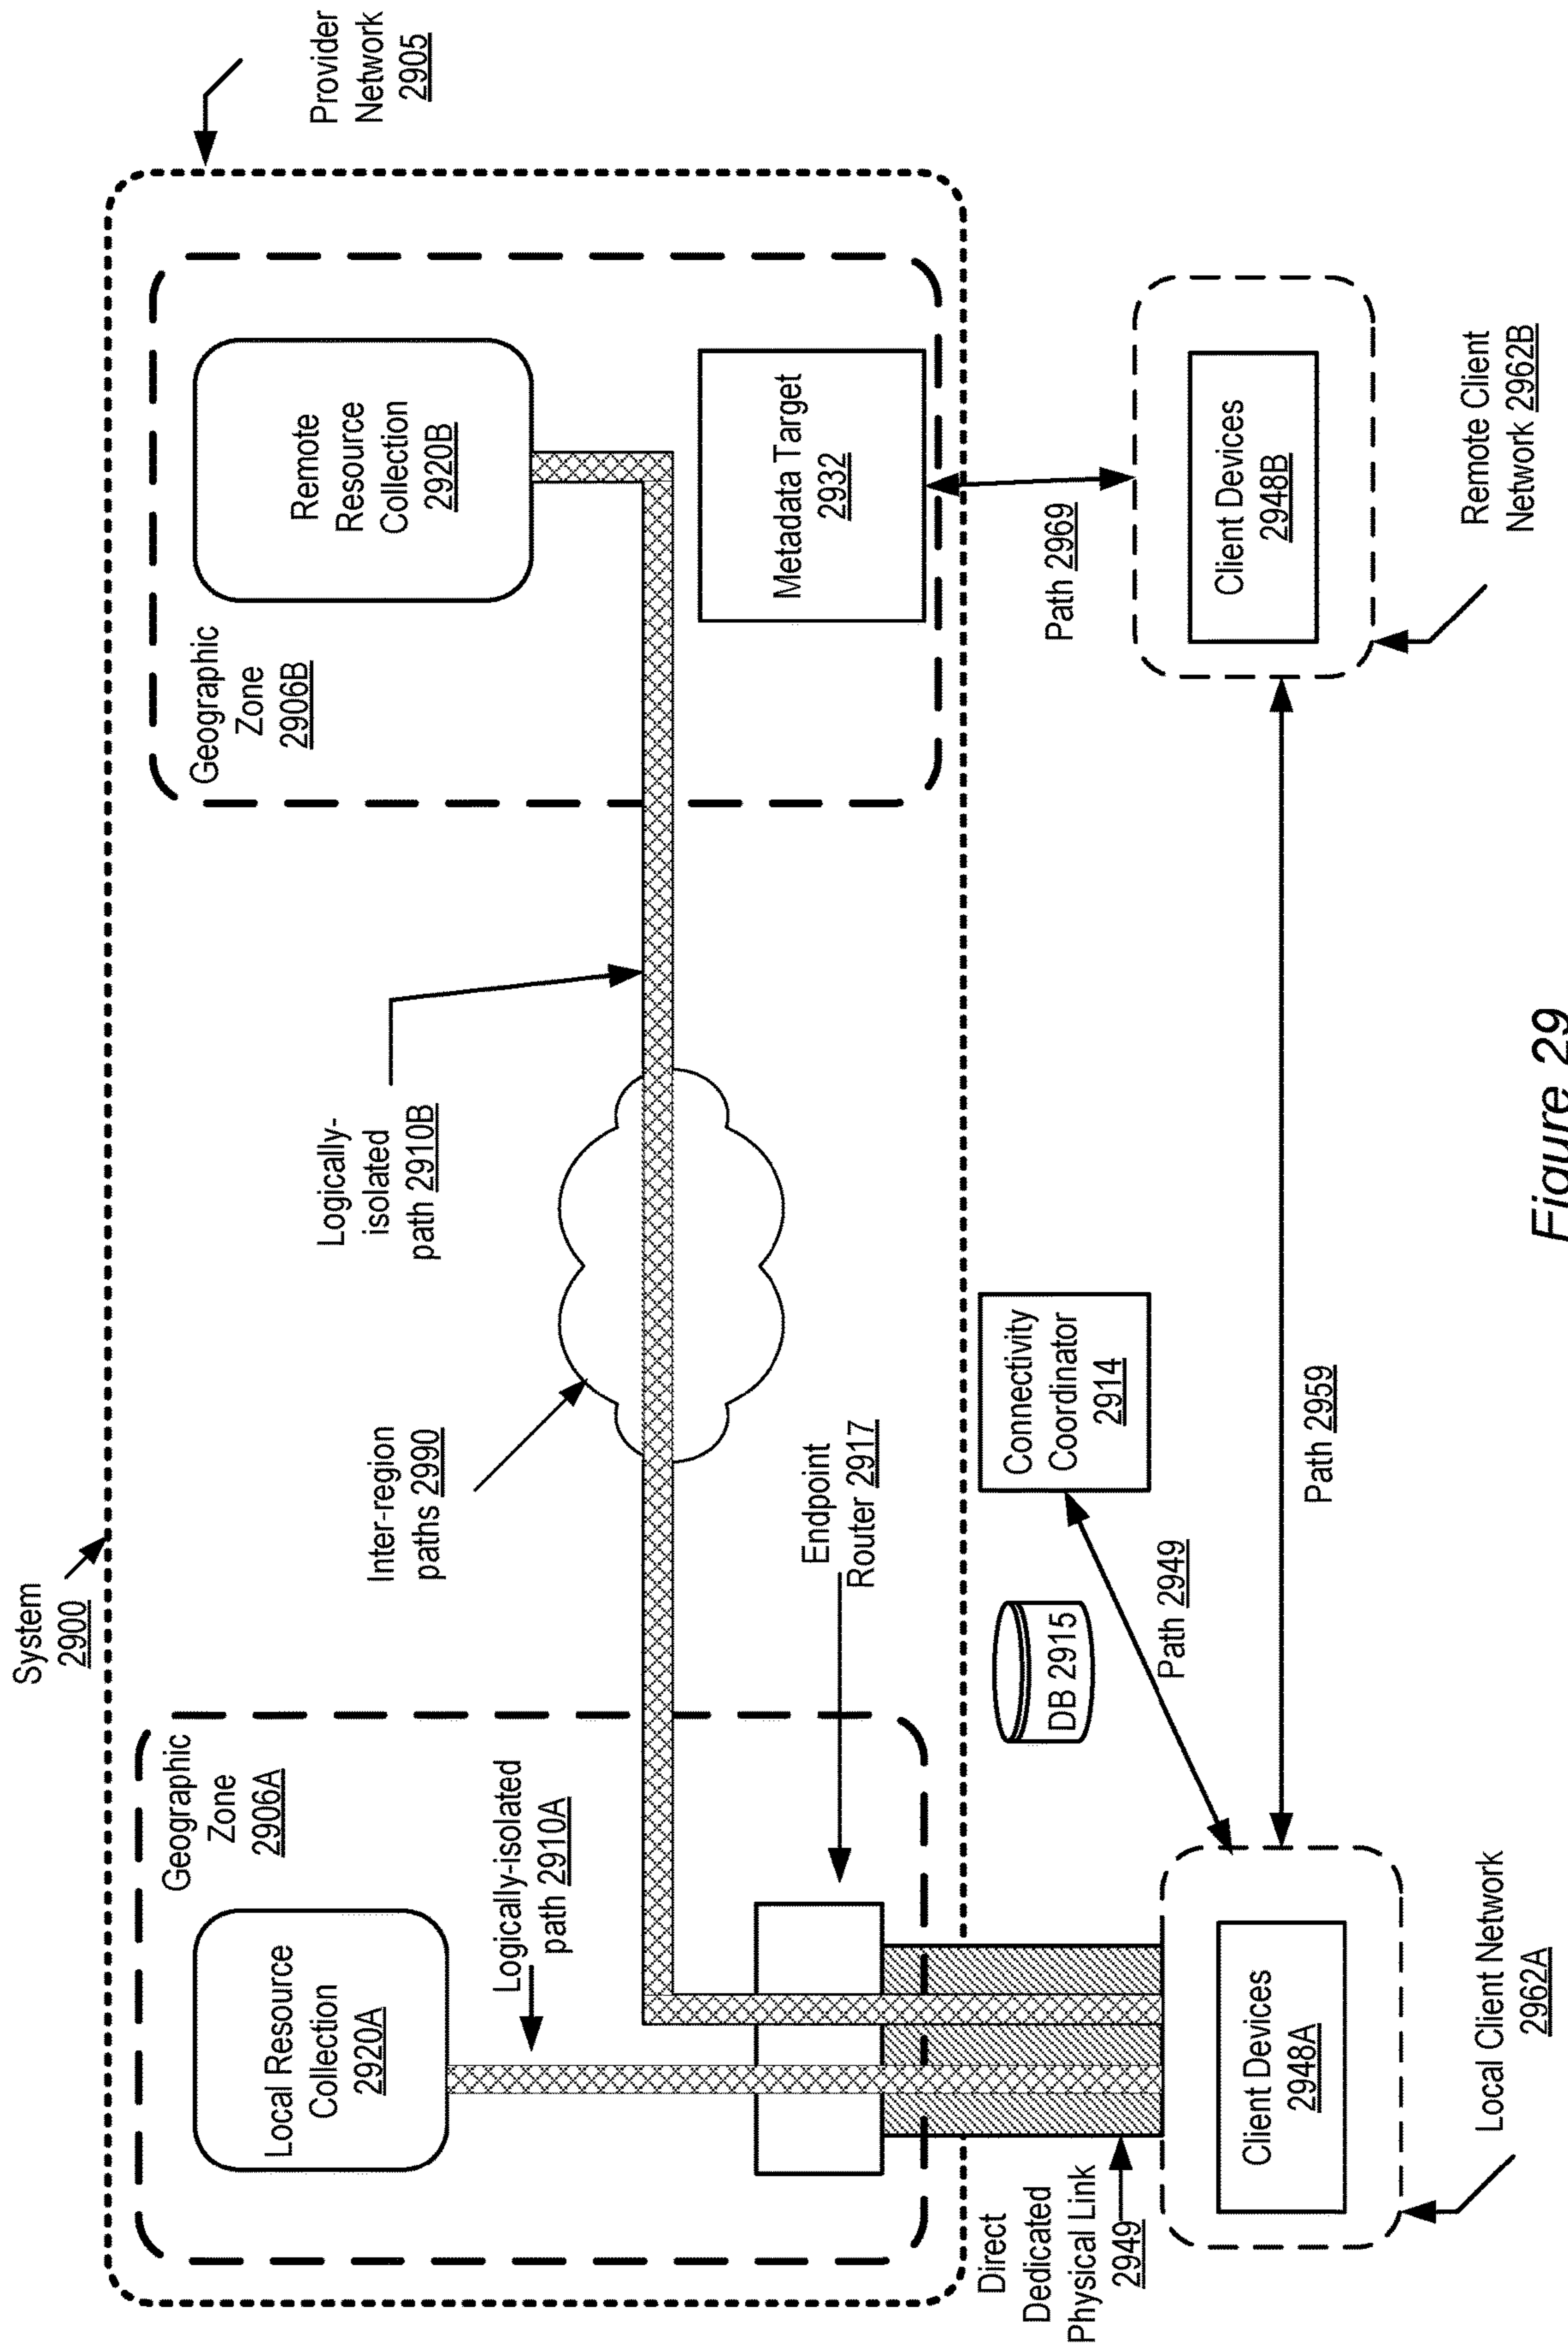 System
2900
Provider
Network
2905
Geographic
Zone
2906A
Local Resource
Collection
2920A
Logically-isolated
path 2910A
Inter-region
paths 2990
Logically-
isolated
path 2910B
Geographic
Zone
2906B
Remote
Resource
Collection
2920B
Metadata Target
2932
Endpoint
Router 2917
Direct
Dedicated
Physical Link
2949
DB 2915
Connectivity
Coordinator
2914
Path 2949
Path 2969
Path 2959
Client Devices
2948A
Local Client Network
2962A
Client Devices
2948B
Remote Client
Network 2962B
Figure 29